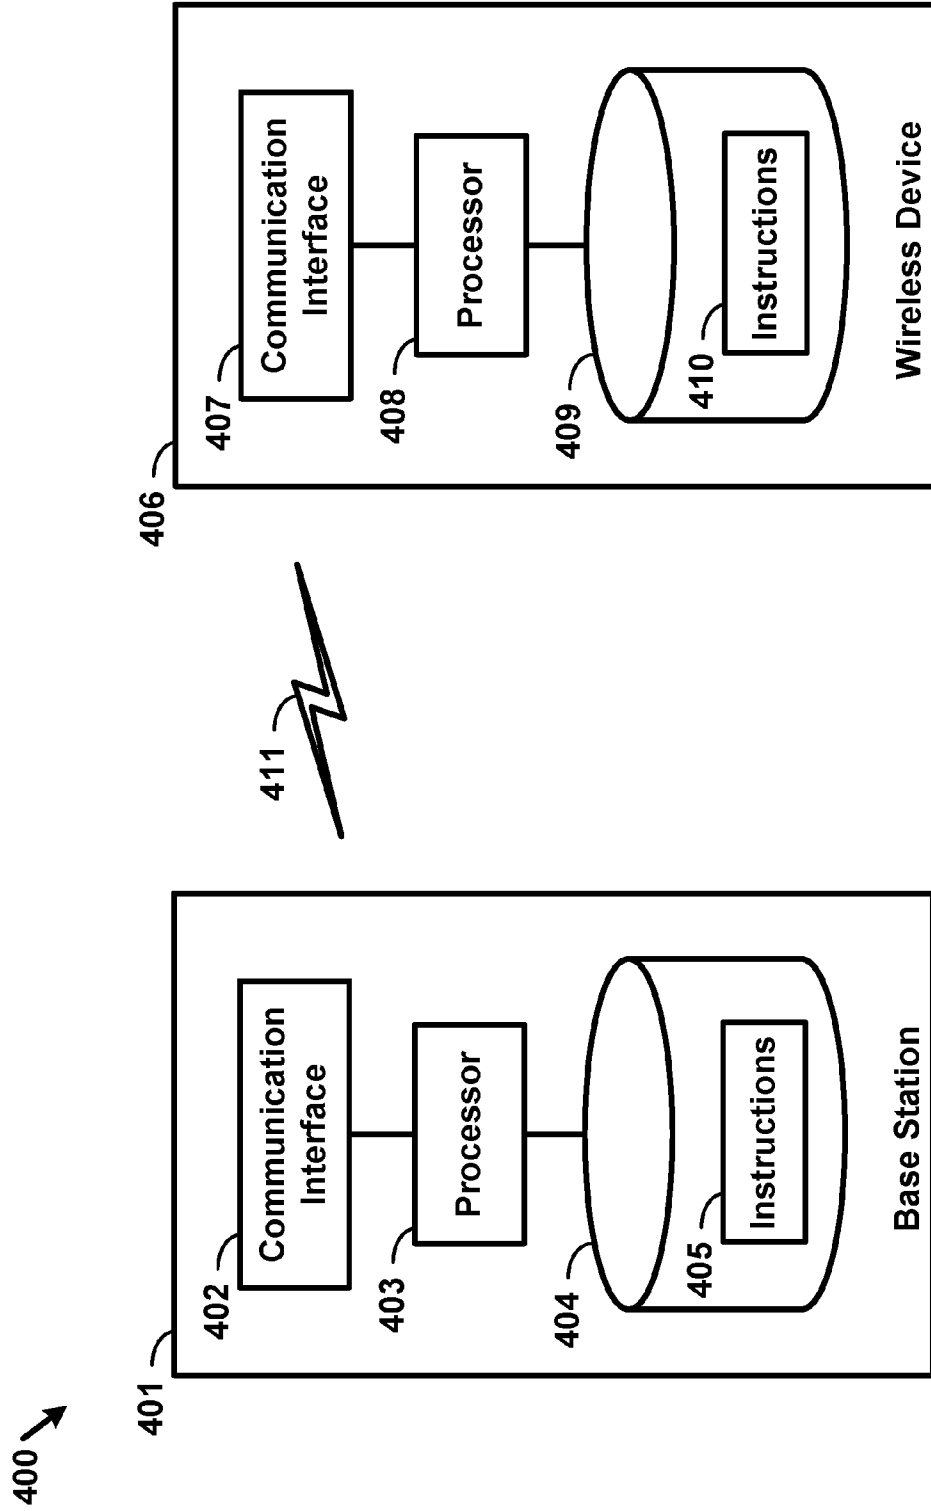 400
401
402
Communication
Interface
403
Processor
404
405
Instructions
Base Station
411
406
407
Communication
Interface
408
Processor
409
410
Instructions
Wireless Device